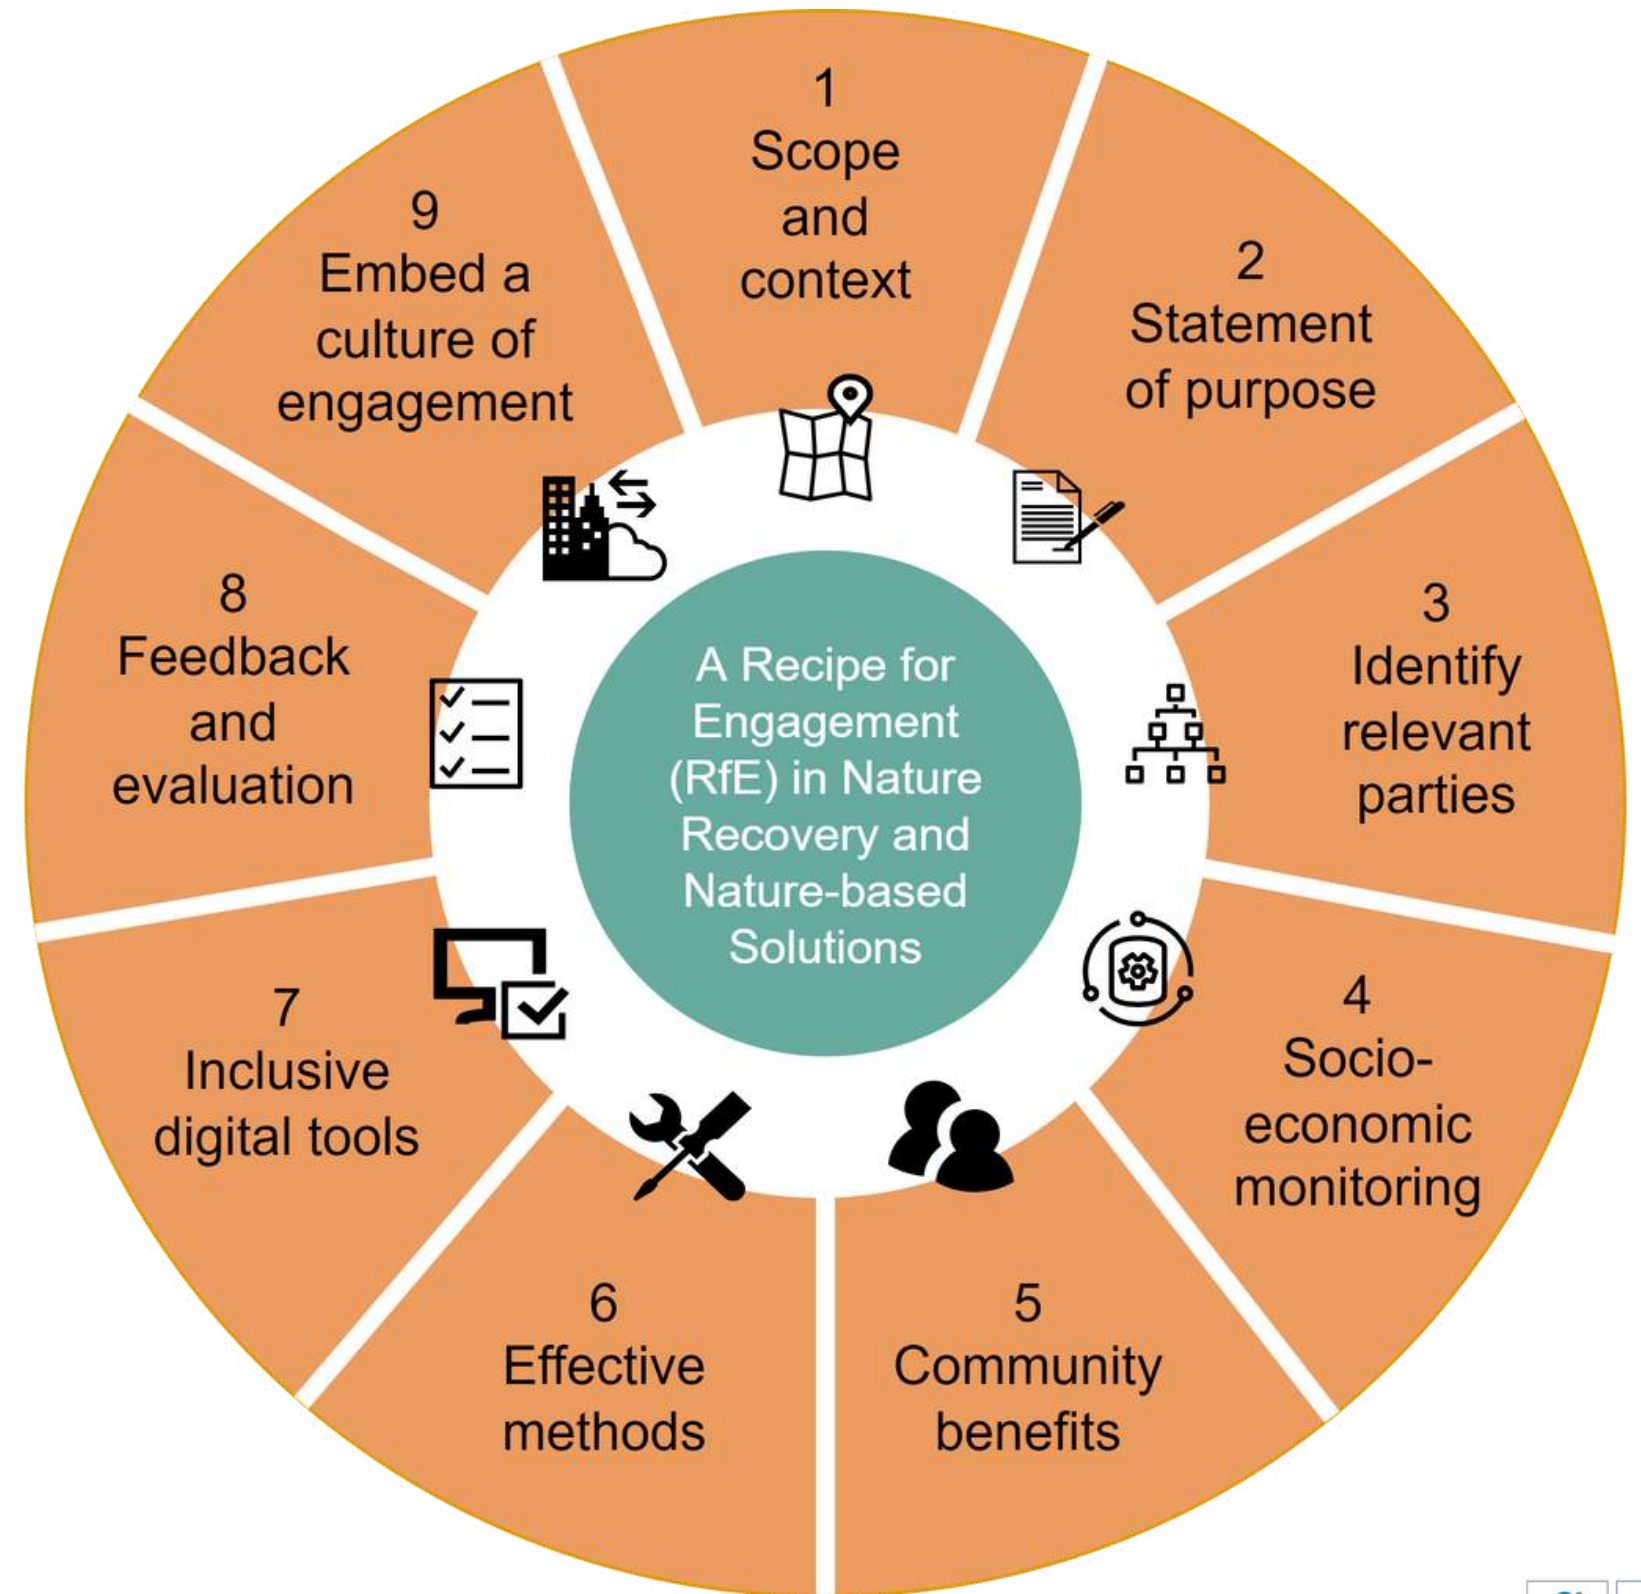 1
Scope
and
context
2
Statement
of purpose
3
Identify
relevant
parties
4
Socio-
economic
monitoring
5
Community
benefits
6
Effective
methods
7
Inclusive
digital tools
8
Feedback
and
evaluation
9
Embed a
culture of
engagement
A Recipe for
Engagement
(RfE) in Nature
Recovery and
Nature-based
Solutions